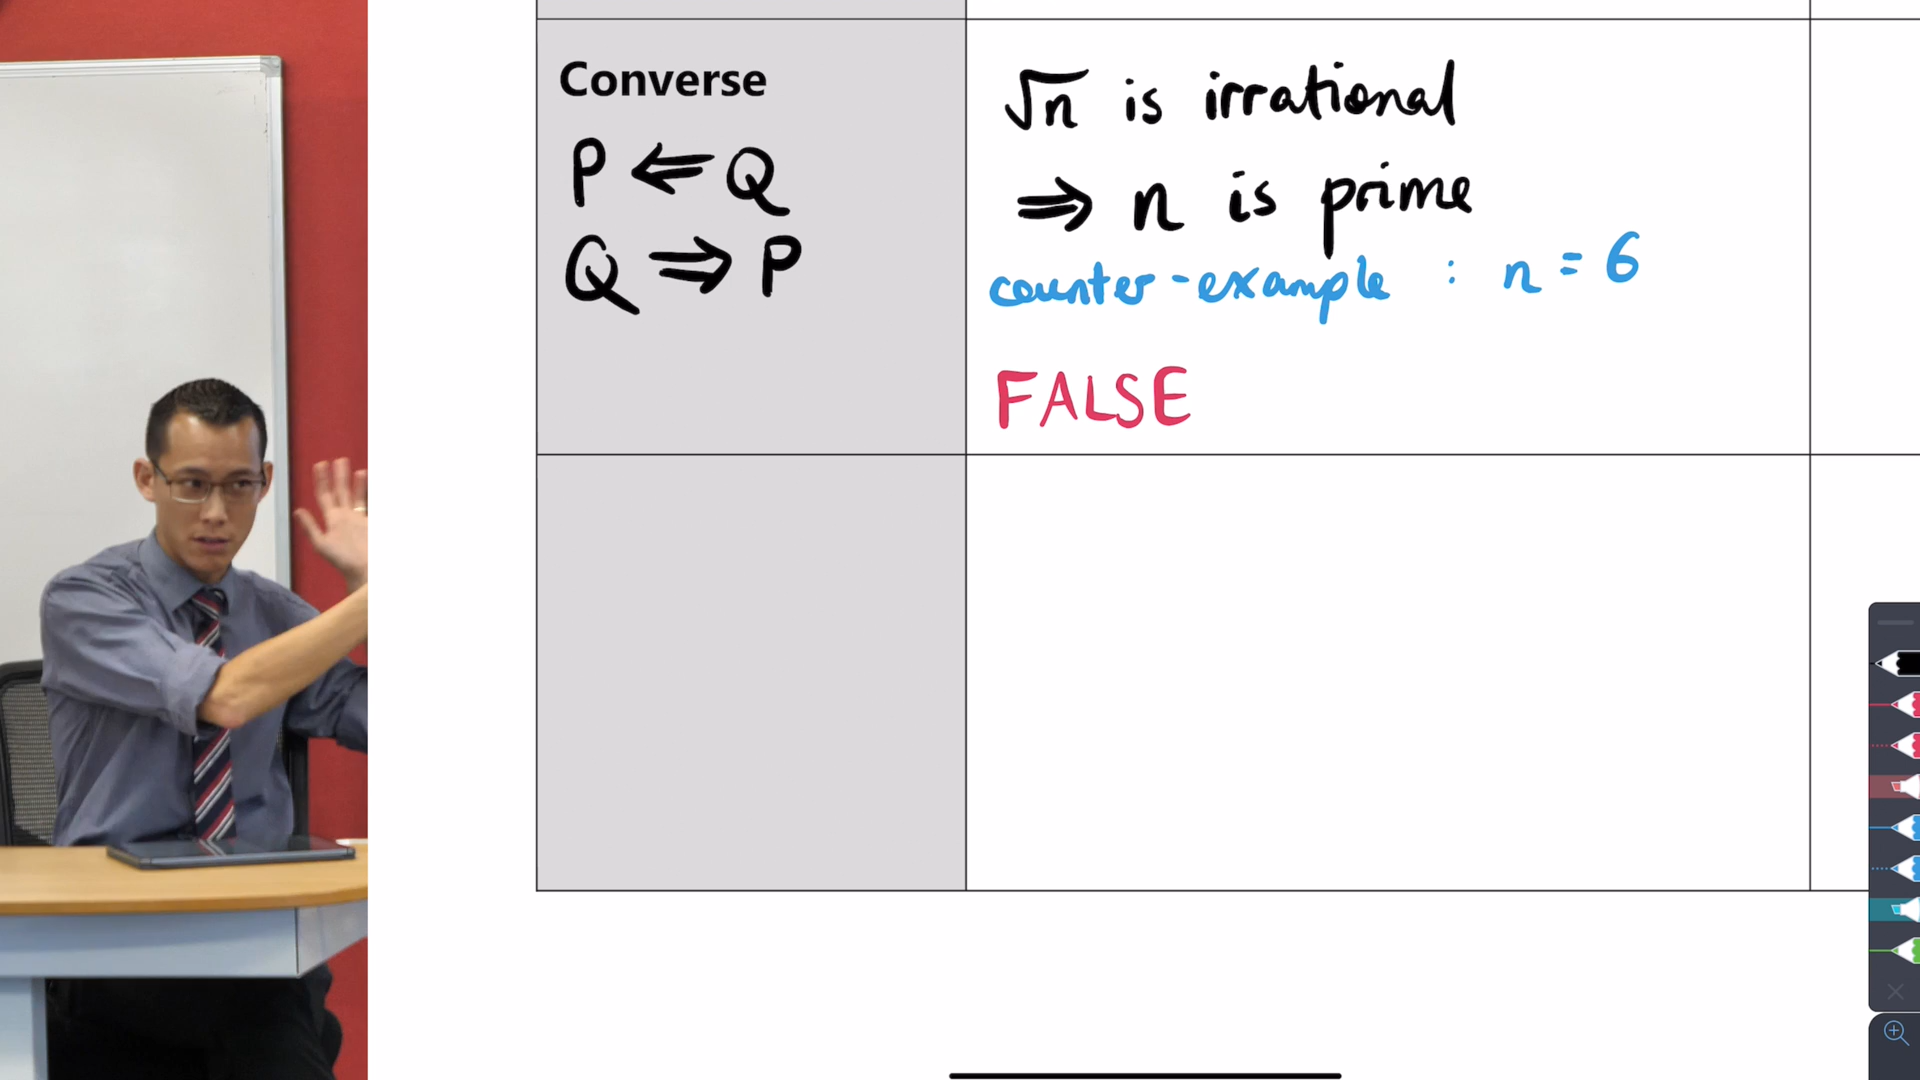 Converse
P ⇐ Q
Q ⇒ P
√n is irrational
⇒ n is prime
counter-example : n = 6
FALSE